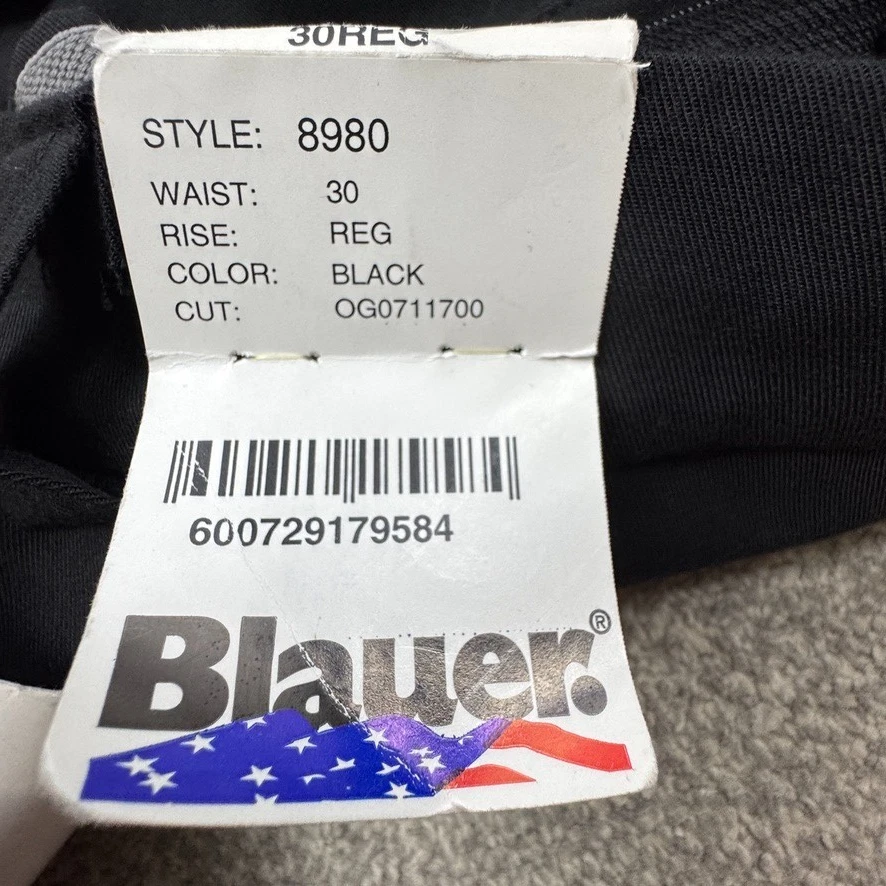 30REG
STYLE: 8980
WAIST: 30
RISE: REG
COLOR: BLACK
CUT: OG0711700
600729179584
Blauer.®